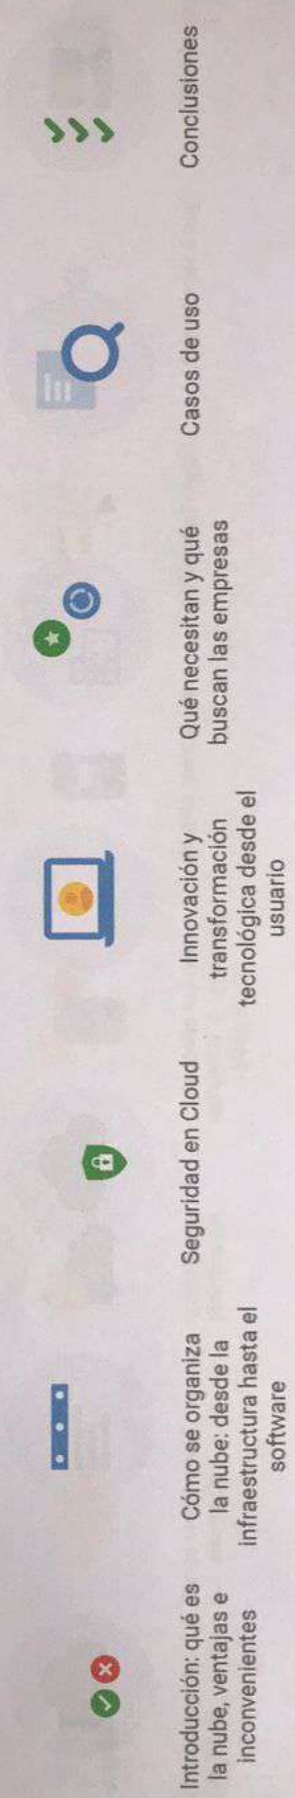 Introducción: qué es
la nube, ventajas e
inconvenientes
Cómo se organiza
la nube: desde la
infraestructura hasta el
software
Seguridad en Cloud
Innovación y
transformación
tecnológica desde el
usuario
Qué necesitan y qué
buscan las empresas
Casos de uso
Conclusiones